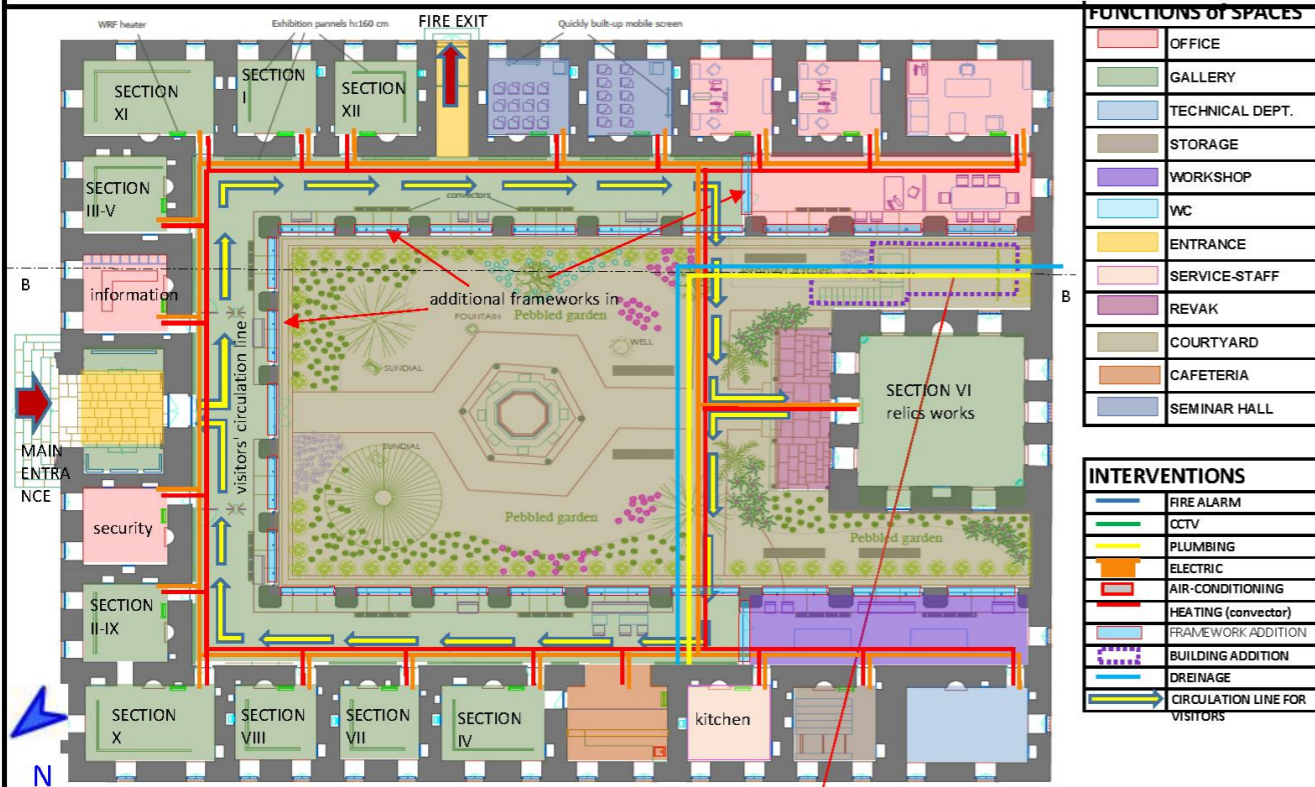 WRF heater
Exhibition pannels h:160 cm
FIRE EXIT
Quickly built-up mobile screen
SECTION
XI
SECTION
I
SECTION
XII
SECTION
III-V
convectors
B
information
additional frameworks in
Pebbled garden
FOUNTAIN
WELL
SUNDIAL
visitors' circulation line
B
SECTION VI
relics works
MAIN
ENTRA
NCE
SUNDIAL
security
Pebbled garden
Pebbled garden
SECTION
II-IX
SECTION
X
SECTION
VIII
SECTION
VII
SECTION
IV
kitchen
N
FUNCTIONS of SPACES
OFFICE
GALLERY
TECHNICAL DEPT.
STORAGE
WORKSHOP
WC
ENTRANCE
SERVICE-STAFF
REVAK
COURTYARD
CAFETERIA
SEMINAR HALL
INTERVENTIONS
FIRE ALARM
CCTV
PLUMBING
ELECTRIC
AIR-CONDITIONING
HEATING (convector)
FRAMEWORK ADDITION
BUILDING ADDITION
DREINAGE
CIRCULATION LINE FOR
VISITORS